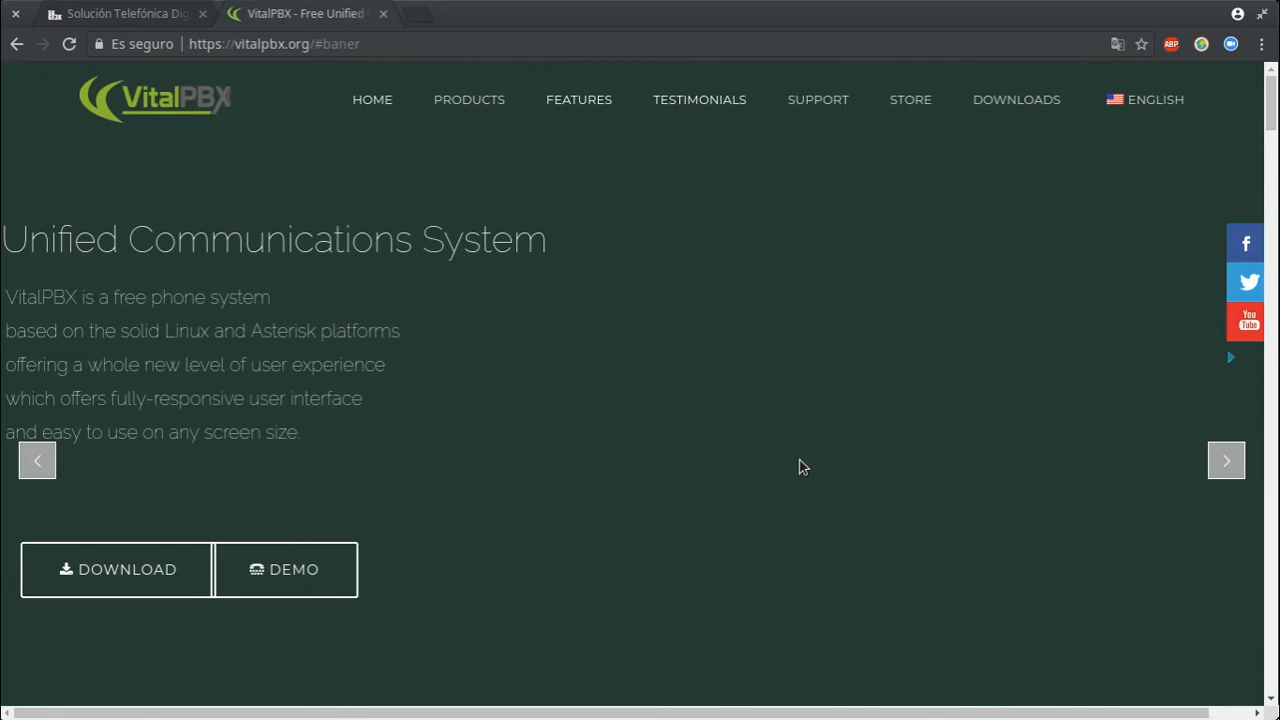 Solución Telefónica Dig
VitalPBX - Free Unified C
Es seguro
https://vitalpbx.org/#baner
ABP
VitalPBX
HOME
PRODUCTS
FEATURES
TESTIMONIALS
SUPPORT
STORE
DOWNLOADS
ENGLISH
Unified Communications System
VitalPBX is a free phone system
based on the solid Linux and Asterisk platforms
offering a whole new level of user experience
which offers fully-responsive user interface
and easy to use on any screen size.
You
Tube
DOWNLOAD
DEMO